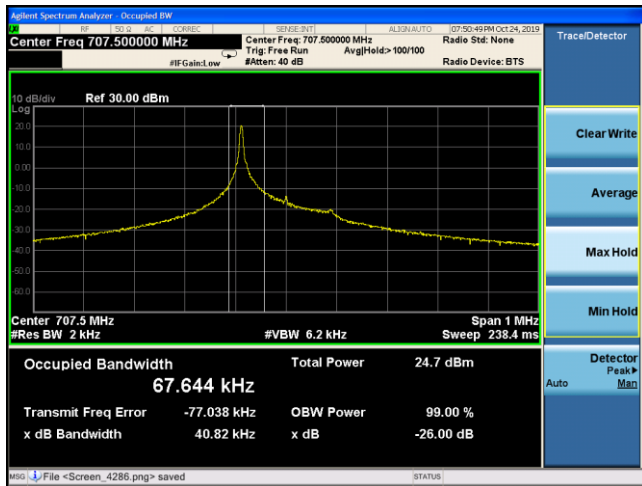 Agilent Spectrum Analyzer - Occupied BW
RF 50 Ω AC CORREC SENSE:INT ALIGN AUTO 07:50:49 PM Oct 24, 2019
Center Freq 707.500000 MHz
Center Freq: 707.500000 MHz
Radio Std: None
Trig: Free Run Avg|Hold:> 100/100
#IFGain:Low #Atten: 40 dB Radio Device: BTS
Trace/Detector
10 dB/div Ref 30.00 dBm
Log
20.0
10.0
0.00
-10.0
-20.0
-30.0
-40.0
-50.0
-60.0
Center 707.5 MHz Span 1 MHz
#Res BW 2 kHz #VBW 6.2 kHz Sweep 238.4 ms
Occupied Bandwidth Total Power 24.7 dBm
67.644 kHz
Transmit Freq Error -77.038 kHz OBW Power 99.00 %
x dB Bandwidth 40.82 kHz x dB -26.00 dB
Clear Write
Average
Max Hold
Min Hold
Detector
Peak▶
Auto Man
MSG File <Screen_4286.png> saved STATUS